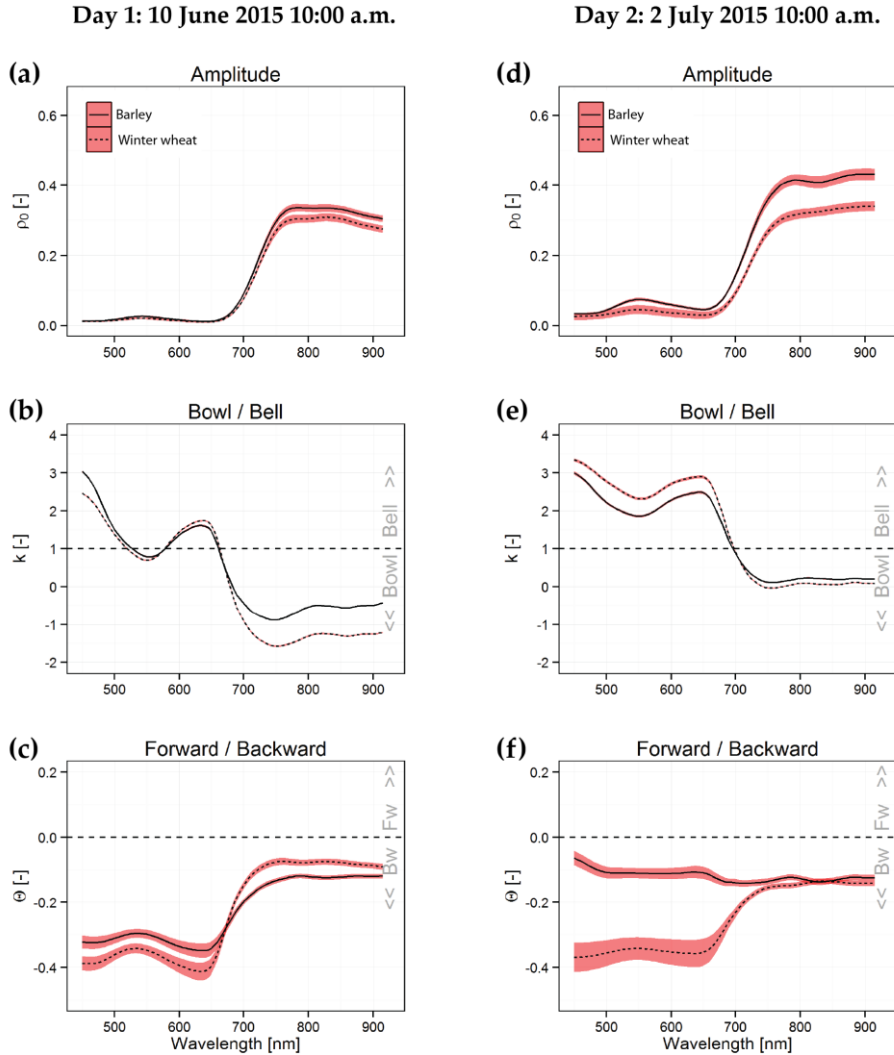 Day 1: 10 June 2015 10:00 a.m.
Day 2: 2 July 2015 10:00 a.m.
(a)
Amplitude
Barley
Winter wheat
0.6
0.4
0.2
0.0
ρ0 [-]
500 600 700 800 900
(d)
Amplitude
Barley
Winter wheat
0.6
0.4
0.2
0.0
ρ0 [-]
500 600 700 800 900
(b)
Bowl / Bell
4
3
2
1
0
-1
-2
k [-]
<< Bowl Bell >>
500 600 700 800 900
(e)
Bowl / Bell
4
3
2
1
0
-1
-2
k [-]
<< Bowl Bell >>
500 600 700 800 900
(c)
Forward / Backward
0.2
0.0
-0.2
-0.4
Θ [-]
<< Bw Fw >>
500 600 700 800 900
Wavelength [nm]
(f)
Forward / Backward
0.2
0.0
-0.2
-0.4
Θ [-]
<< Bw Fw >>
500 600 700 800 900
Wavelength [nm]